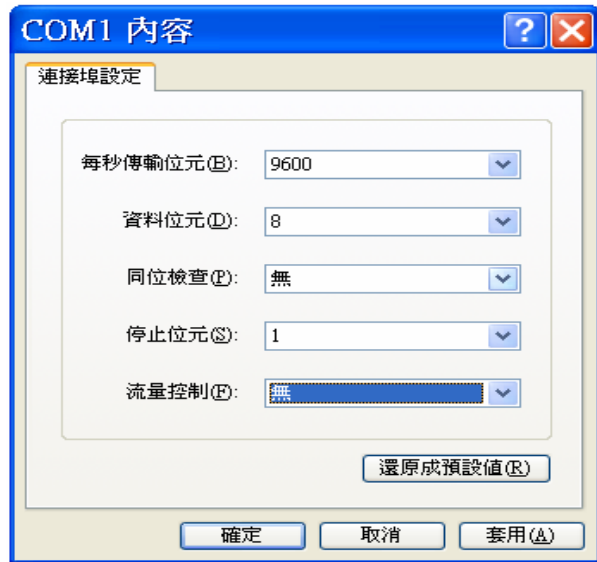 COM1 內容
連接埠設定
每秒傳輸位元(B): 9600
資料位元(D): 8
同位檢查(P): 無
停止位元(S): 1
流量控制(F): 無
還原成預設值(R)
確定 取消 套用(A)